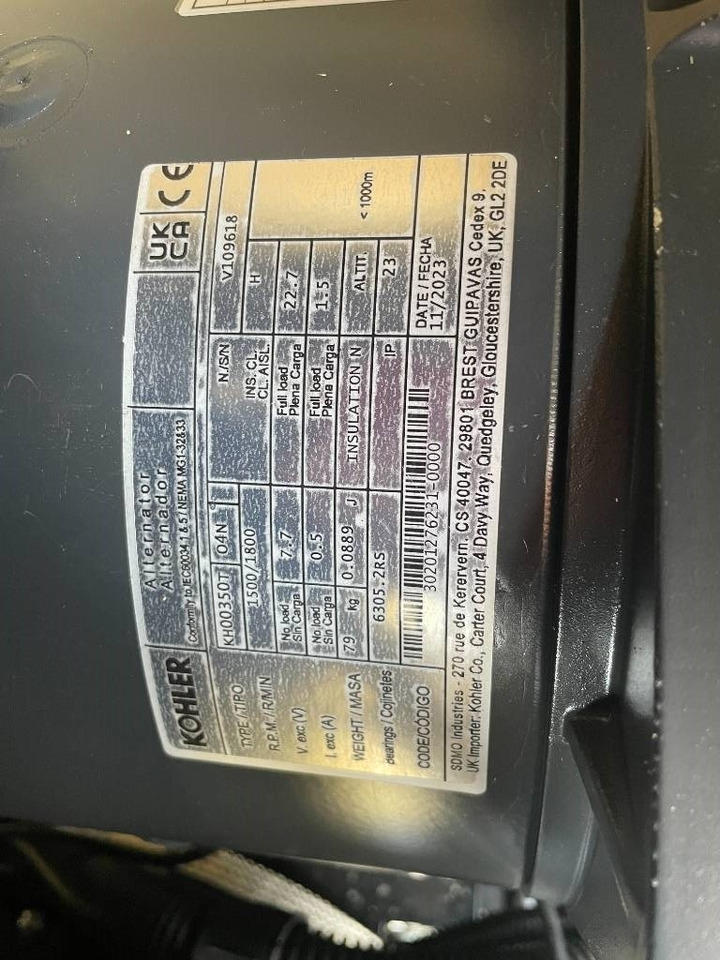 KOHLER
Alternator
Alternador
Conformity to IEC60034.1 & 5 / NEMA MG1-32&33
UK CA CE
TYPE / TIPO KH00350T O4N N./S/N V109618
R.P.M / R/MIN 1500/1800 INS. CL. H
CL. AISL.
V. exc (V) No load 7.7 Full load 22.7
Sin Carga Plena Carga
I. exc (A) No load 0.5 Full load 1.5
Sin Carga Plena Carga
WEIGHT / MASA 79 kg 0.0889 J INSULATION N ALTIT. < 1000m
Bearings / Cojinetes 6305-2RS IP 23
CODE/CÓDIGO DATE / FECHA
30201276231-0000 11/2023
SDMO Industries - 270 rue de Kerervern. CS 40047. 29801 BREST GUIPAVAS Cedex 9,
UK Importer: Kohler Co., Carter Court, 4 Davy Way, Quedgeley, Gloucestershire, UK, GL2 2DE